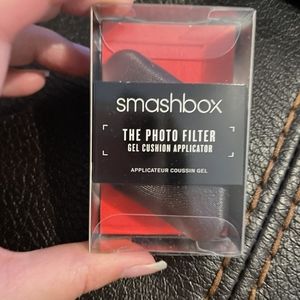 smashbox
THE PHOTO FILTER
GEL CUSHION APPLICATOR
APPLICATEUR COUSSIN GEL